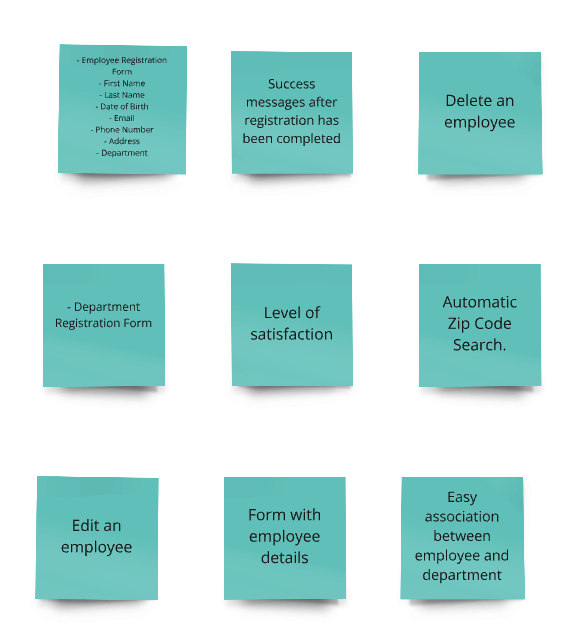 - Employee Registration
Form
- First Name
- Last Name
- Date of Birth
- Email
- Phone Number
- Address
- Department
Success
messages after
registration has
been completed
Delete an
employee
- Department
Registration Form
Level of
satisfaction
Automatic
Zip Code
Search.
Edit an
employee
Form with
employee
details
Easy
association
between
employee and
department